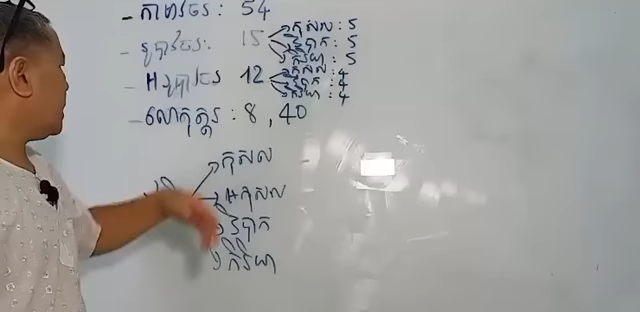 - កាមាវចរ : 54
- រូបាវចរ : 15 កុសល : 5
វិបាក : 5
កិរិយា : 5
- អរូបាវចរ 12 កុសល : 4
វិបាក : 4
កិរិយា : 4
- លោកុត្តរ : 8 , 40
កុសល
អកុសល
វិបាក
កិរិយា